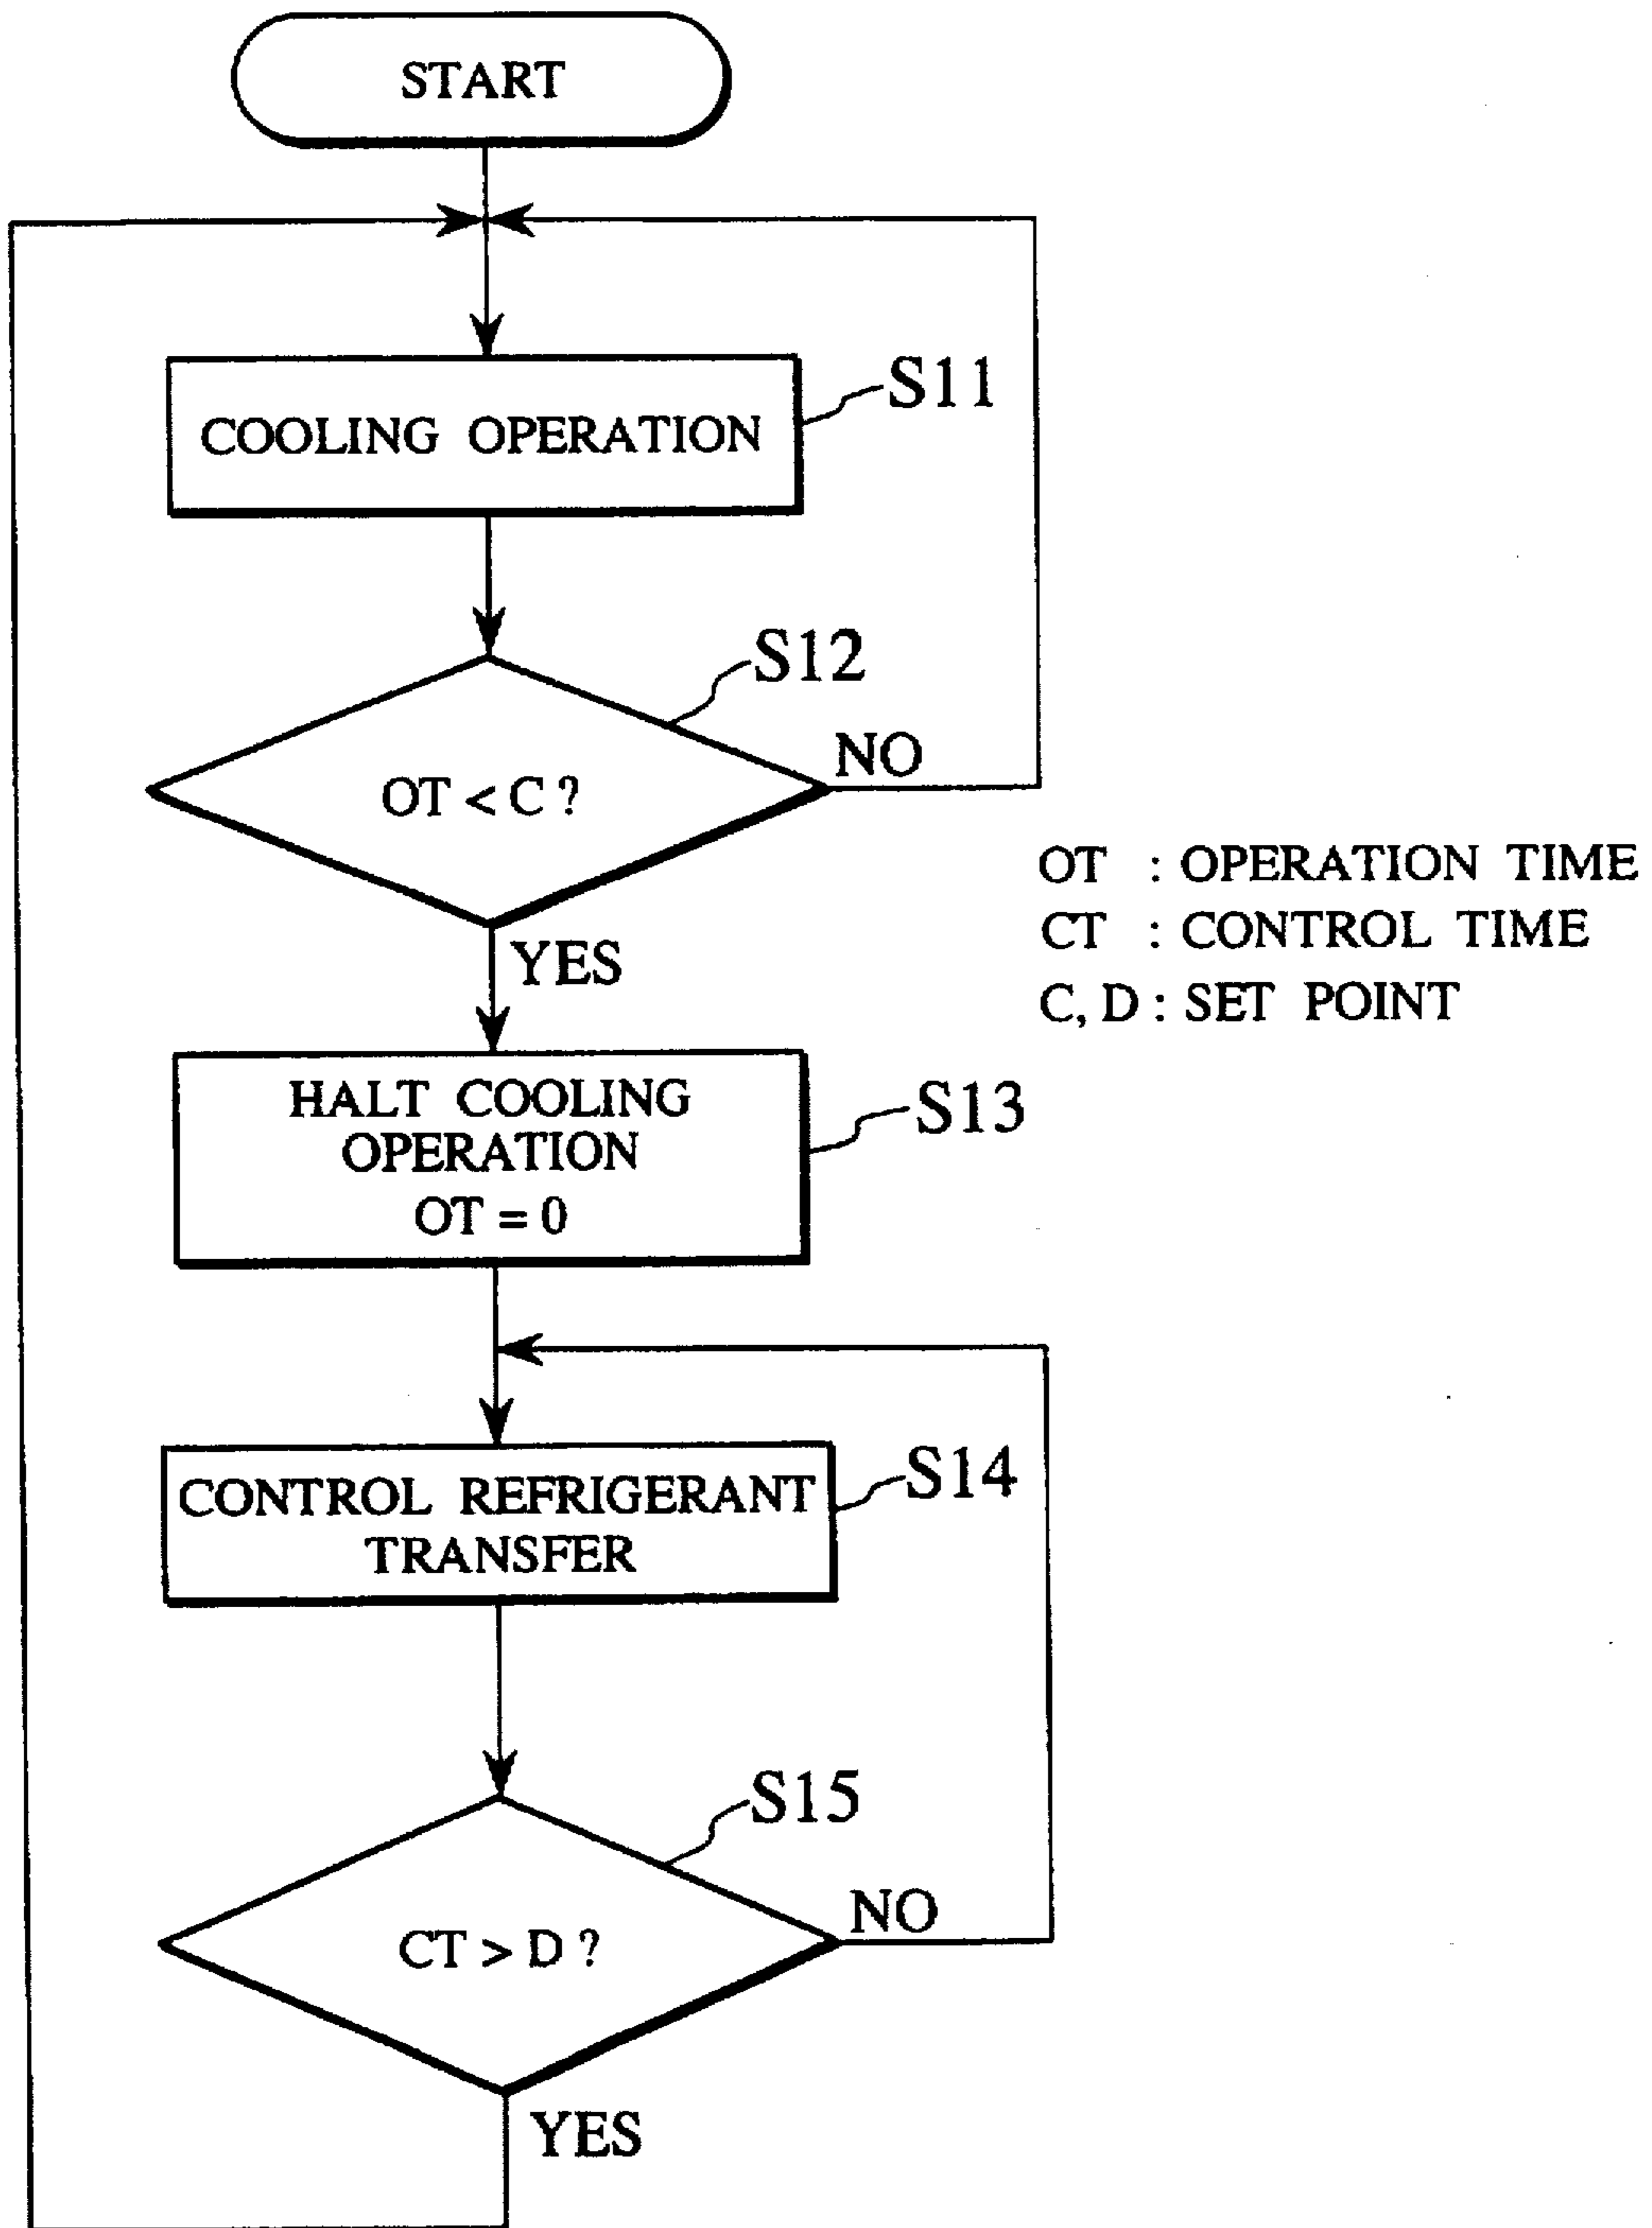 START
COOLING OPERATION
S11
S12
OT < C ?
NO
YES
OT : OPERATION TIME
CT : CONTROL TIME
C, D : SET POINT
HALT COOLING
OPERATION
OT = 0
S13
CONTROL REFRIGERANT
TRANSFER
S14
S15
CT > D ?
NO
YES